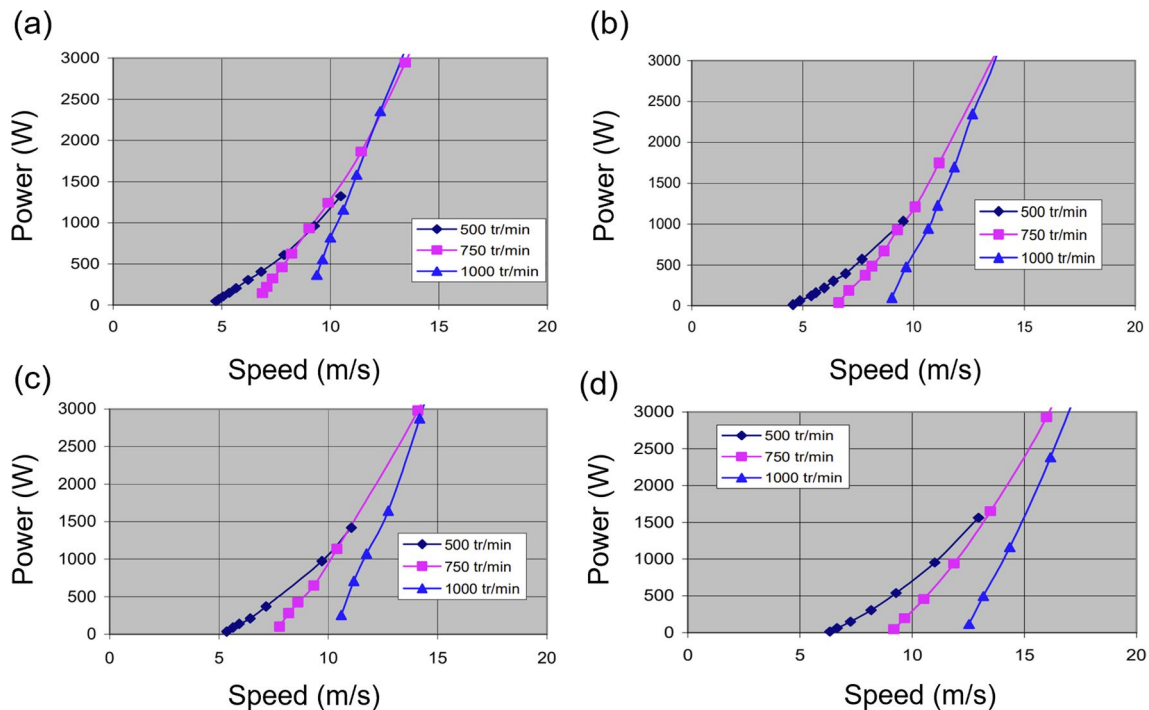 (a)
3000
2500
2000
1500
1000
500
0
Power (W)
500 tr/min
750 tr/min
1000 tr/min
0 5 10 15 20
Speed (m/s)
(b)
3000
2500
2000
1500
1000
500
0
Power (W)
500 tr/min
750 tr/min
1000 tr/min
0 5 10 15 20
Speed (m/s)
(c)
3000
2500
2000
1500
1000
500
0
Power (W)
500 tr/min
750 tr/min
1000 tr/min
0 5 10 15 20
Speed (m/s)
(d)
3000
2500
2000
1500
1000
500
0
Power (W)
500 tr/min
750 tr/min
1000 tr/min
0 5 10 15 20
Speed (m/s)